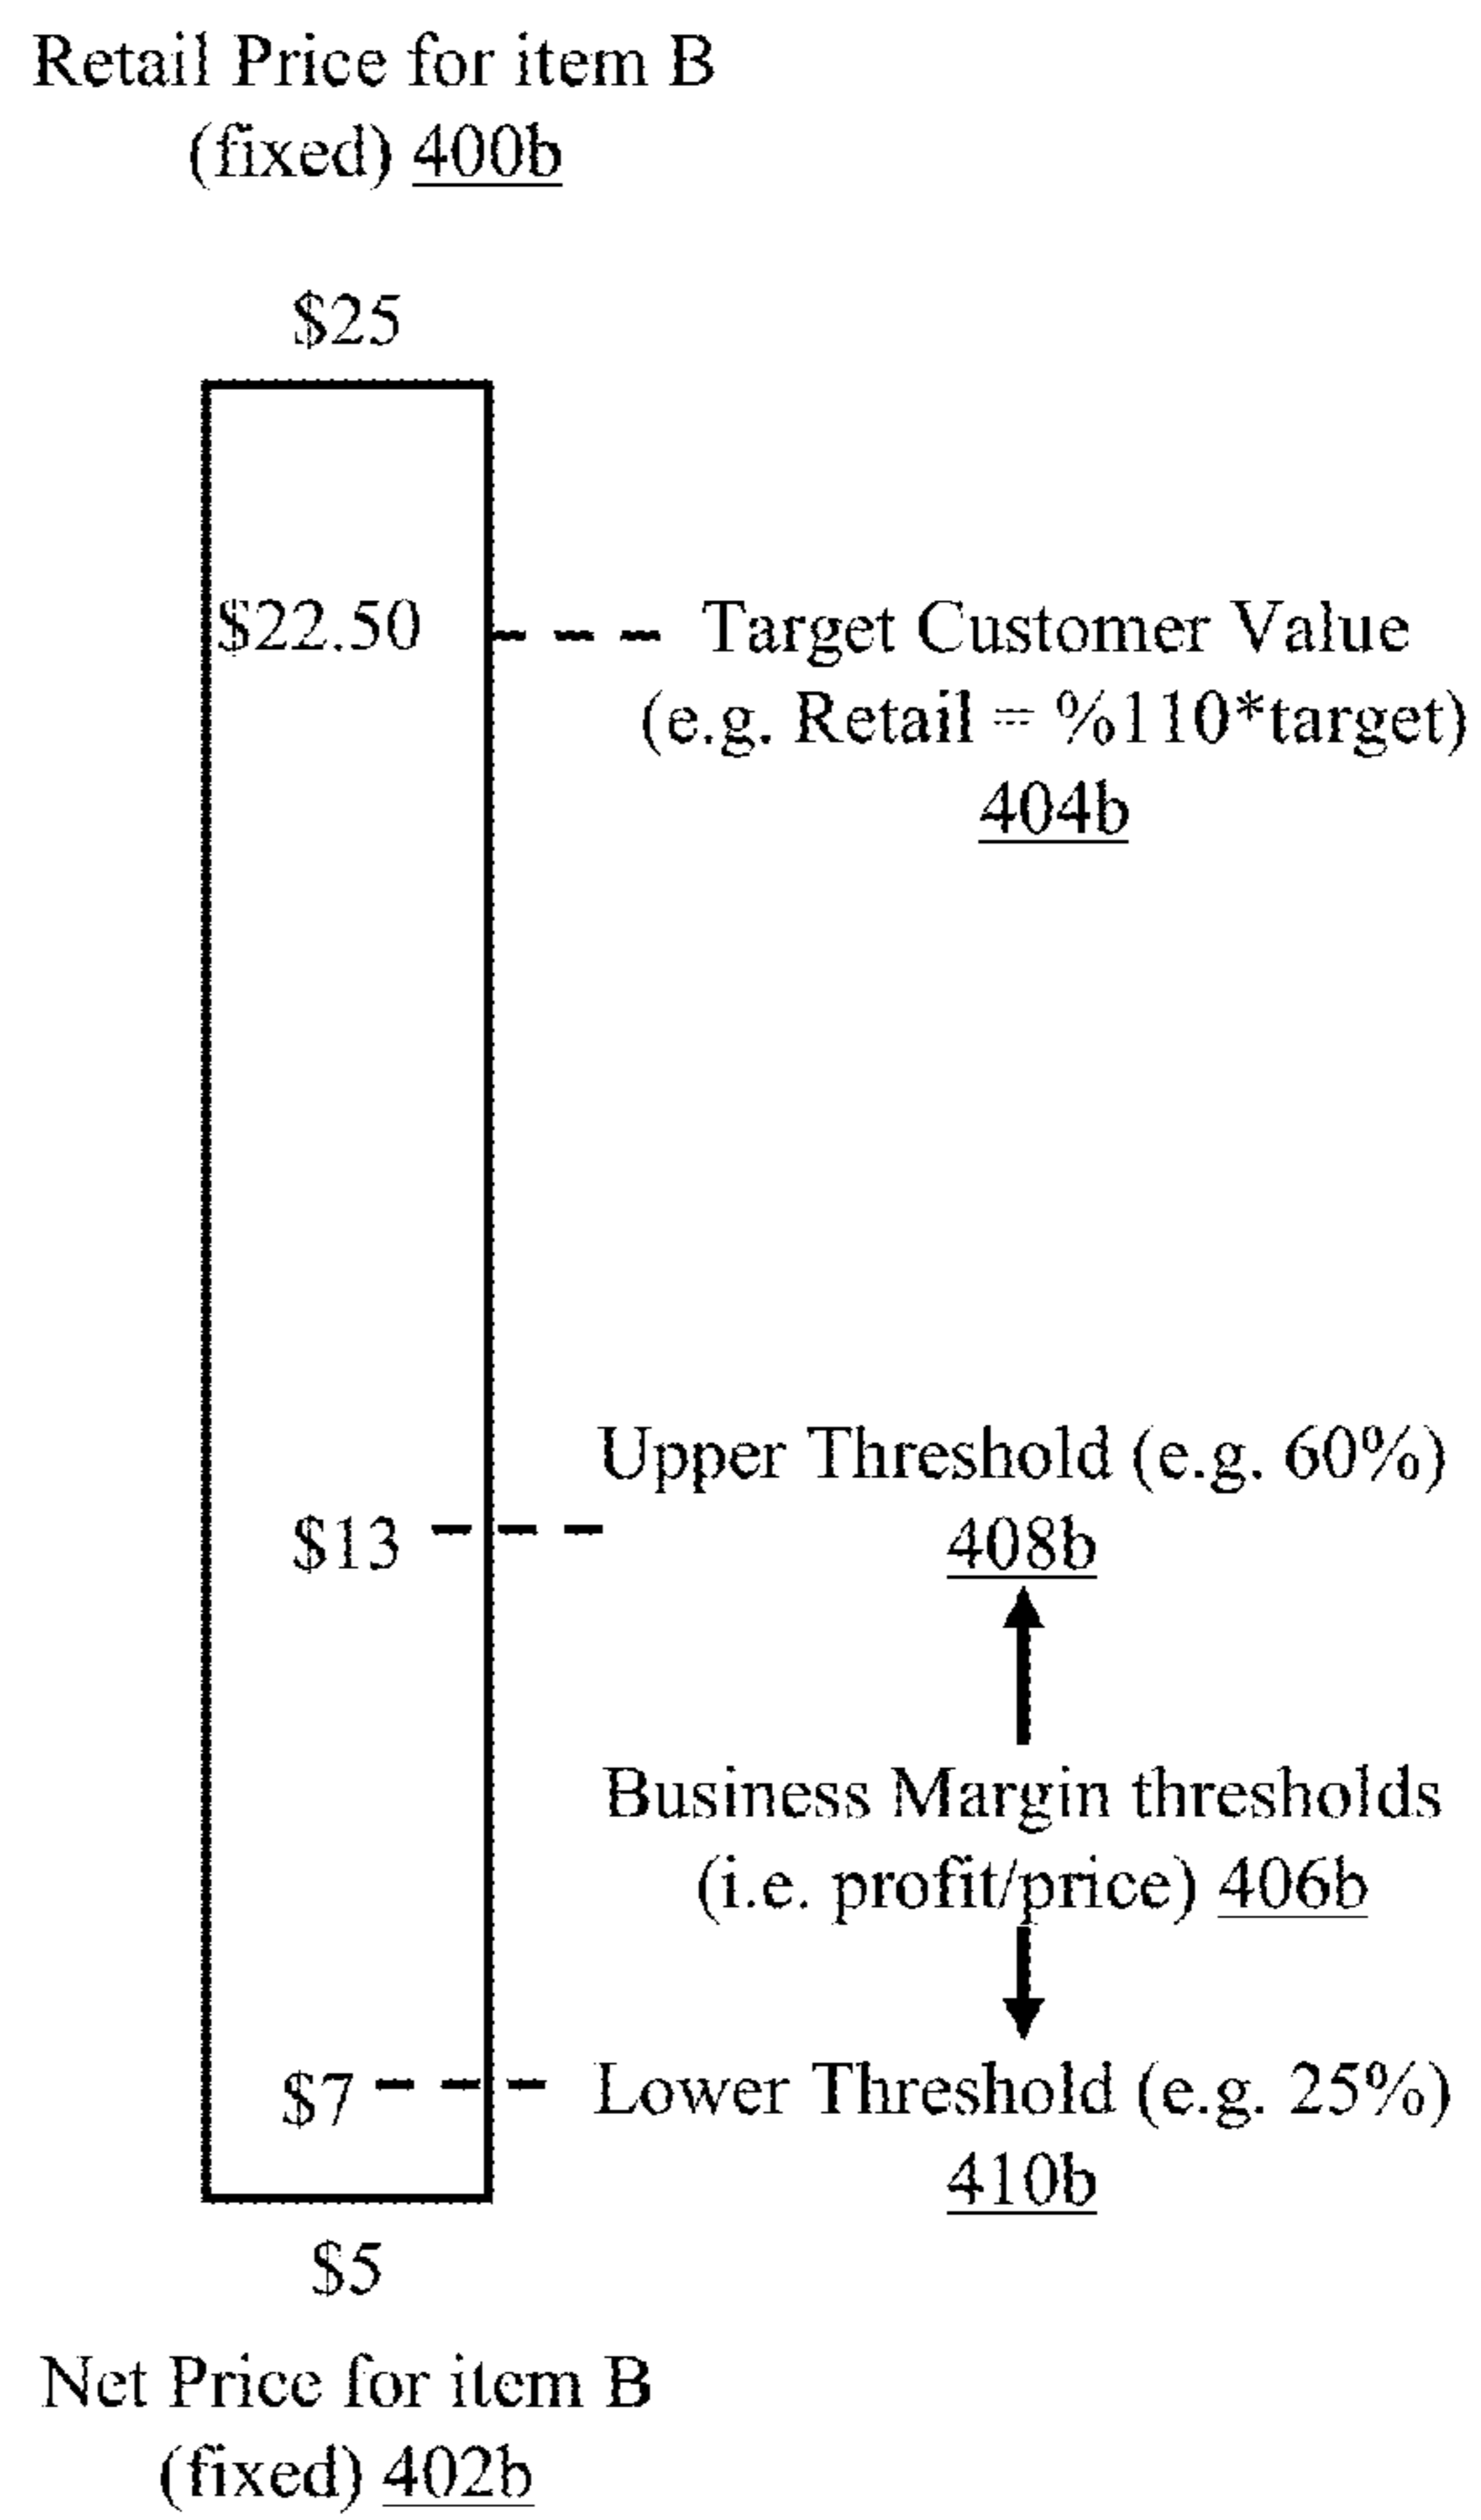 Retail Price for item B
(fixed) 400b
$25
$22.50
Target Customer Value
(e.g. Retail = %110*target)
404b
Upper Threshold (e.g. 60%)
$13
408b
Business Margin thresholds
(i.e. profit/price) 406b
$7
Lower Threshold (e.g. 25%)
410b
$5
Net Price for item B
(fixed) 402b